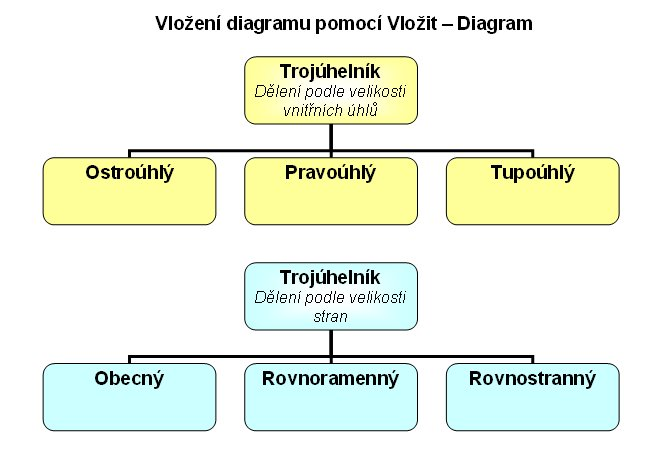 Vložení diagramu pomocí Vložit – Diagram
Trojúhelník
Dělení podle velikosti
vnitřních úhlů
Ostroúhlý
Pravoúhlý
Tupoúhlý
Trojúhelník
Dělení podle velikosti
stran
Obecný
Rovnoramenný
Rovnostranný